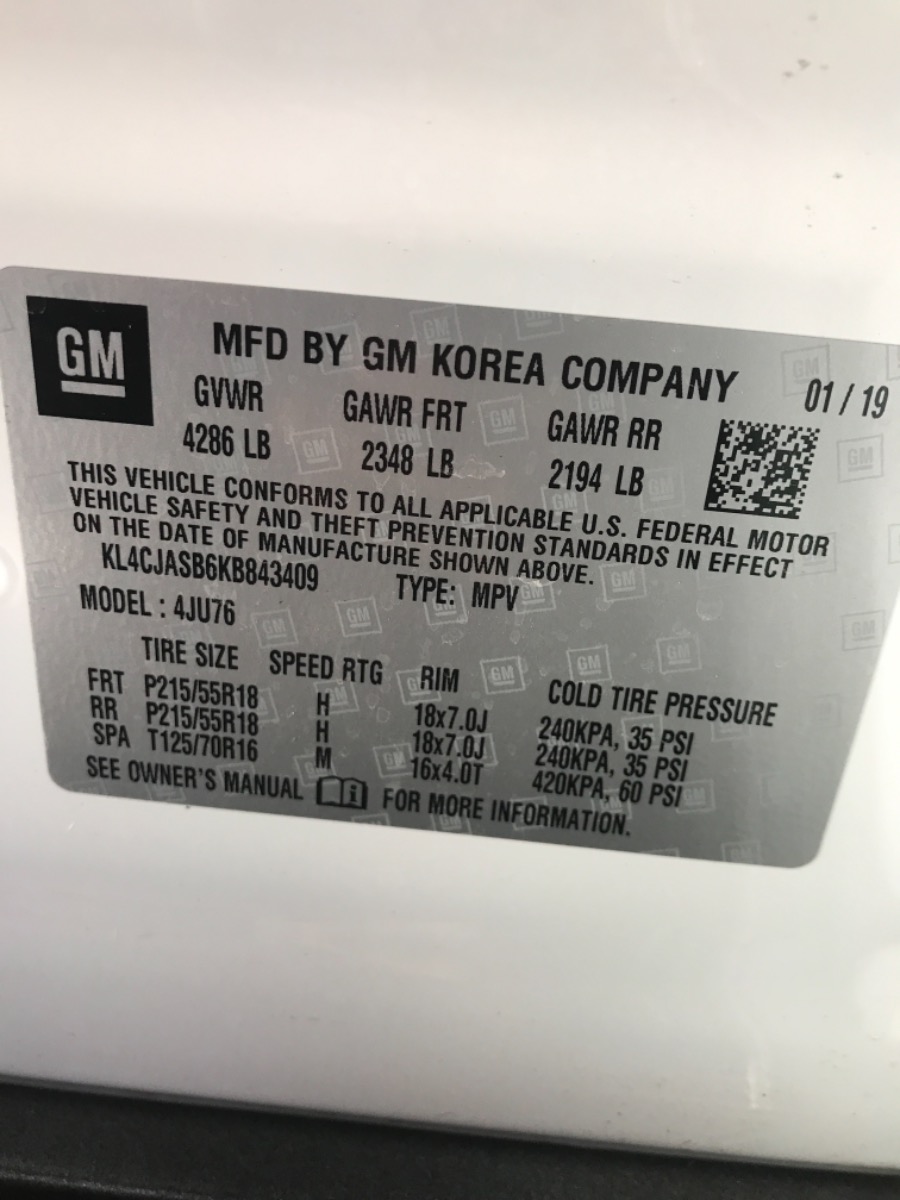 GM
MFD BY GM KOREA COMPANY 01 / 19
GVWR GAWR FRT GAWR RR
4286 LB 2348 LB 2194 LB
THIS VEHICLE CONFORMS TO ALL APPLICABLE U.S. FEDERAL MOTOR
VEHICLE SAFETY AND THEFT PREVENTION STANDARDS IN EFFECT
ON THE DATE OF MANUFACTURE SHOWN ABOVE.
KL4CJASB6KB843409 TYPE: MPV
MODEL : 4JU76
TIRE SIZE SPEED RTG RIM COLD TIRE PRESSURE
FRT P215/55R18 H 18x7.0J 240KPA, 35 PSI
RR P215/55R18 H 18x7.0J 240KPA, 35 PSI
SPA T125/70R16 M 16x4.0T 420KPA, 60 PSI
SEE OWNER'S MANUAL i FOR MORE INFORMATION.